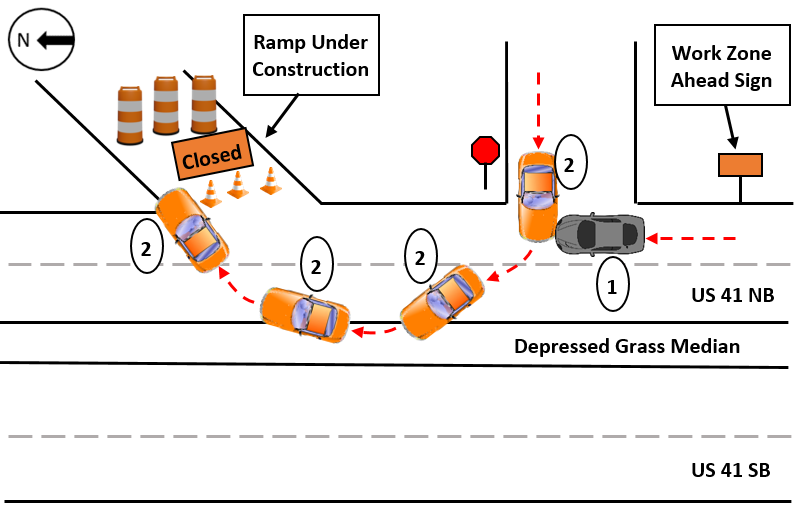 N
Ramp Under
Construction
Work Zone
Ahead Sign
Closed
2
2
2
2
1
US 41 NB
Depressed Grass Median
US 41 SB